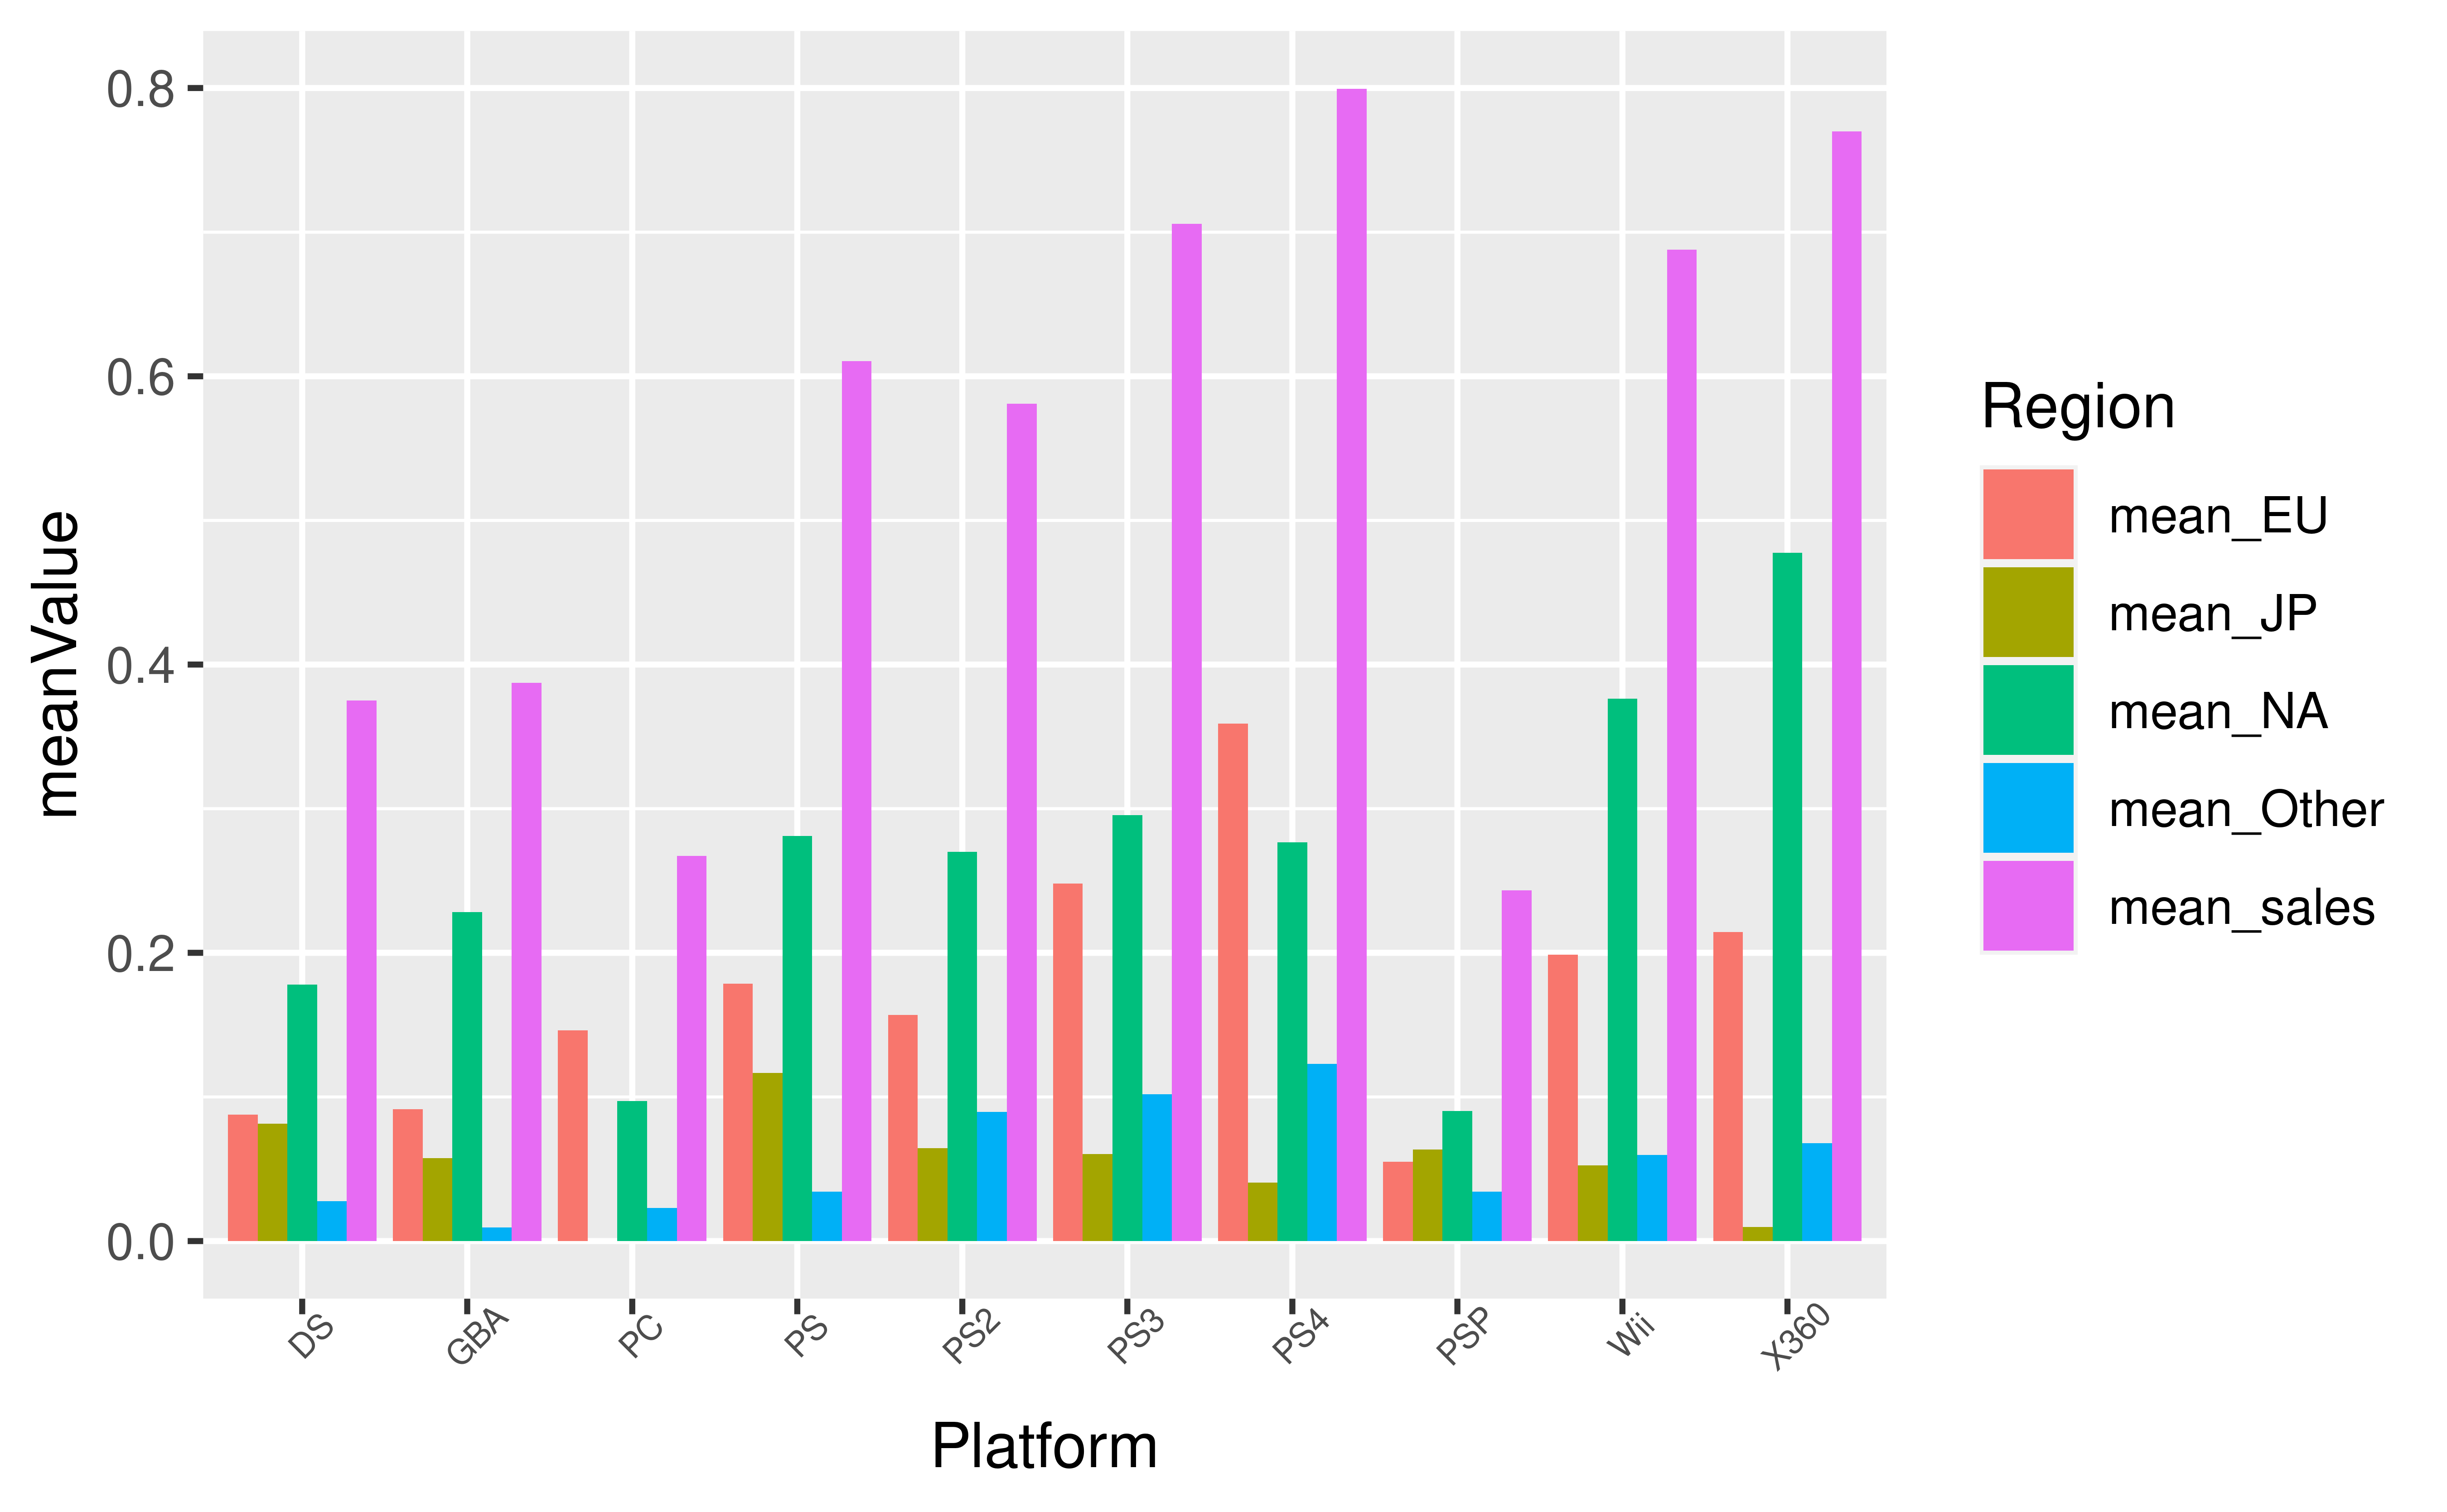 meanValue
0.8
0.6
0.4
0.2
0.0
DS
GBA
PC
PS
PS2
PS3
PS4
PSP
Wii
X360
Platform
Region
mean_EU
mean_JP
mean_NA
mean_Other
mean_sales